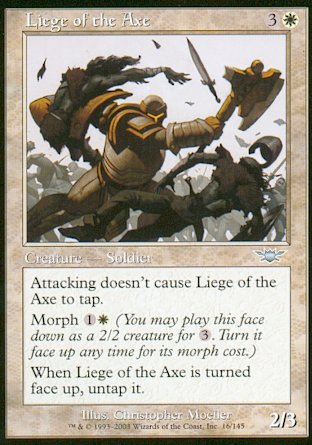 Liege of the Axe 3
Creature — Soldier
Attacking doesn't cause Liege of the
Axe to tap.
Morph 1 (You may play this face
down as a 2/2 creature for 3. Turn it
face up any time for its morph cost.)
When Liege of the Axe is turned
face up, untap it.
Illus. Christopher Moeller
™ & © 1993–2003 Wizards of the Coast, Inc. 16/145
2/3